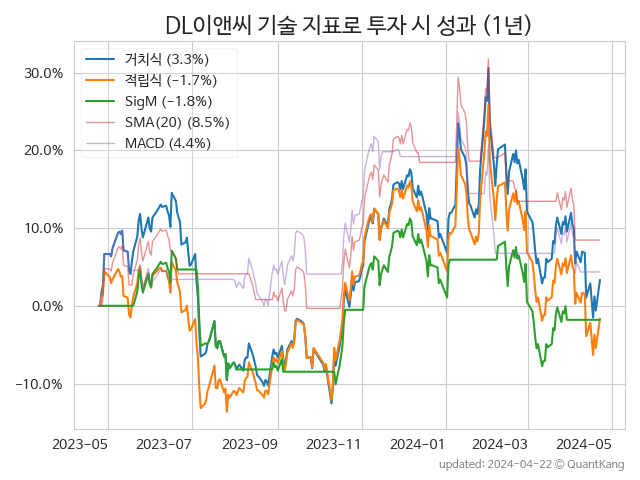 DL이앤씨 기술 지표로 투자 시 성과 (1년)
거치식 (3.3%)
적립식 (−1.7%)
SigM (−1.8%)
SMA(20) (8.5%)
MACD (4.4%)
30.0%
20.0%
10.0%
0.0%
−10.0%
2023−05 2023−07 2023−09 2023−11 2024−01 2024−03 2024−05
updated: 2024−04−22 © QuantKang